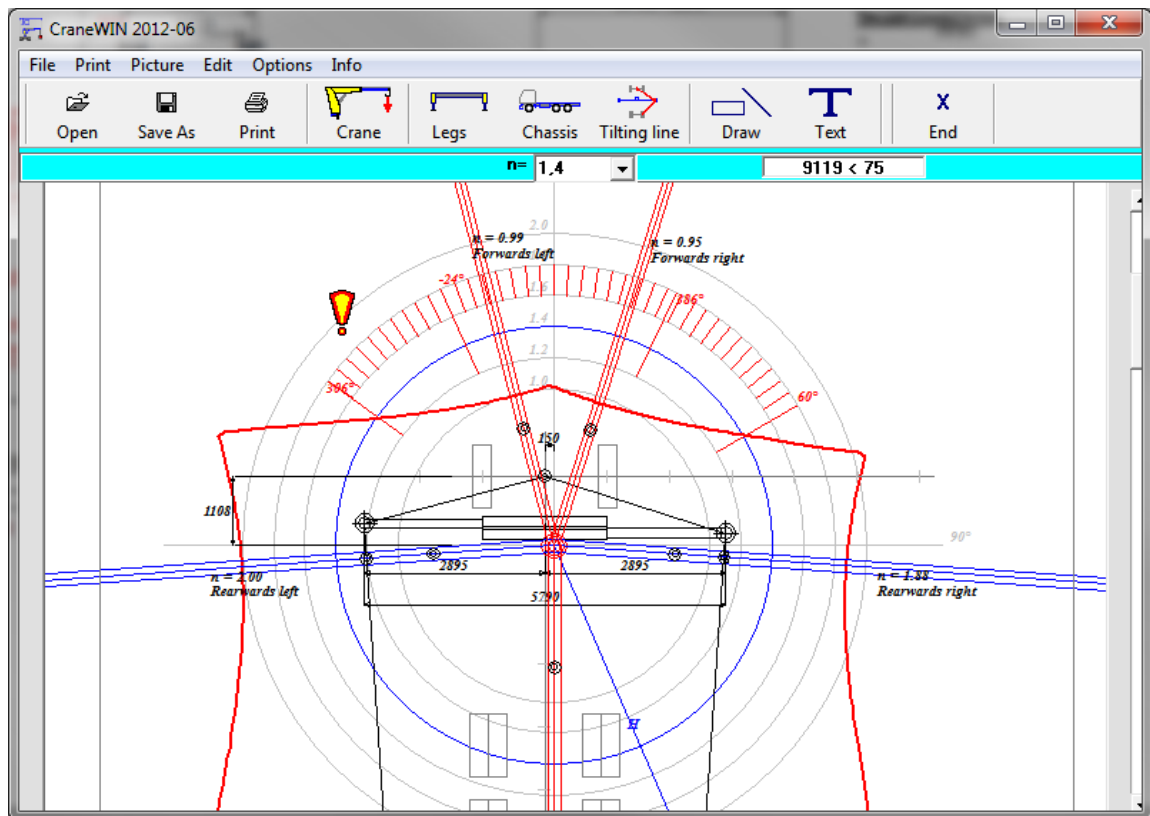 CraneWIN 2012-06
File Print Picture Edit Options Info
Open Save As Print Crane Legs Chassis Tilting line Draw Text End
X
n= 1,4 9119 < 75
2.0
n = 0.99
Forwards left
n = 0.95
Forwards right
-24°
1.6
386°
1.4
1.2
306°
1.0
60°
150
1108
90°
2895 2895
n = 2.00
Rearwards left
n = 1.88
Rearwards right
5790
H